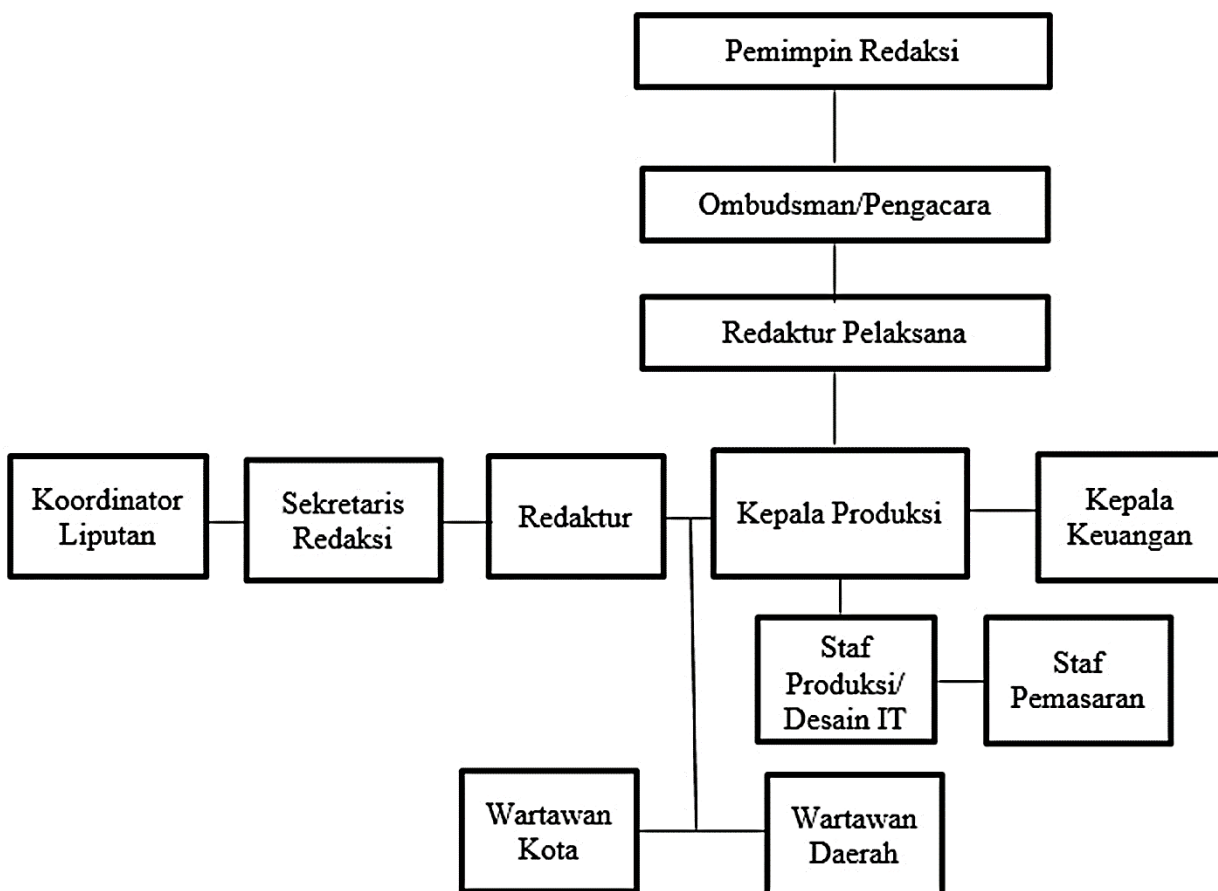 Pemimpin Redaksi
Ombudsman/Pengacara
Redaktur Pelaksana
Koordinator
Liputan
Sekretaris
Redaksi
Redaktur
Kepala Produksi
Kepala
Keuangan
Staf
Produksi/
Desain IT
Staf
Pemasaran
Wartawan
Kota
Wartawan
Daerah